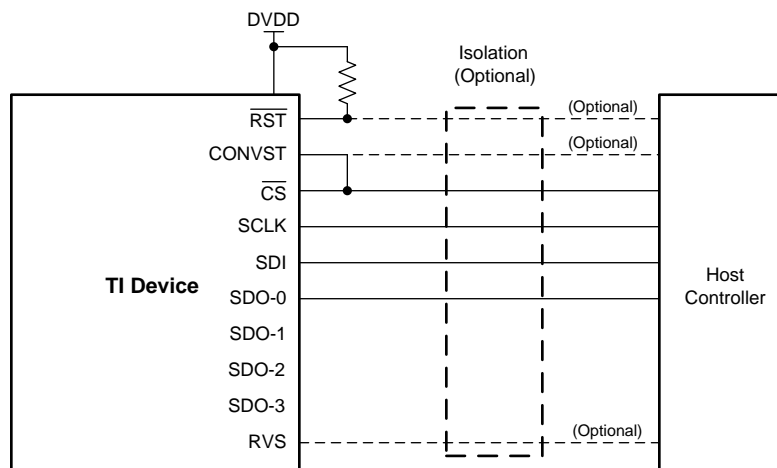 DVDD
Isolation
(Optional)
RST
(Optional)
CONVST
(Optional)
CS
SCLK
SDI
TI Device
SDO-0
Host
Controller
SDO-1
SDO-2
SDO-3
RVS
(Optional)